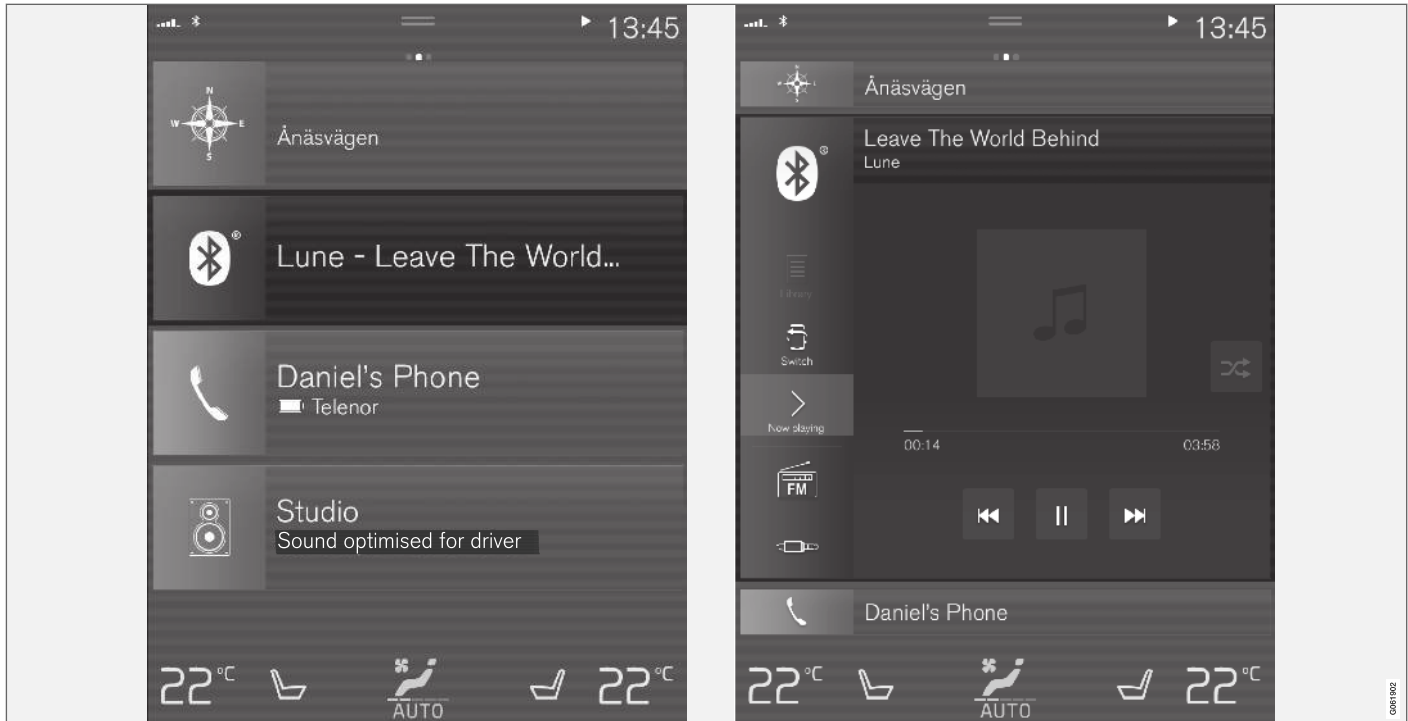 13:45
N
W E
S
Ånäsvägen
Lune - Leave The World...
Daniel's Phone
Telenor
Studio
Sound optimised for driver
22°C
AUTO
22°C
13:45
N
S
Ånäsvägen
Leave The World Behind
Lune
Library
Switch
Now playing
00:14
03:58
FM
Daniel's Phone
22°C
AUTO
22°C
G061902